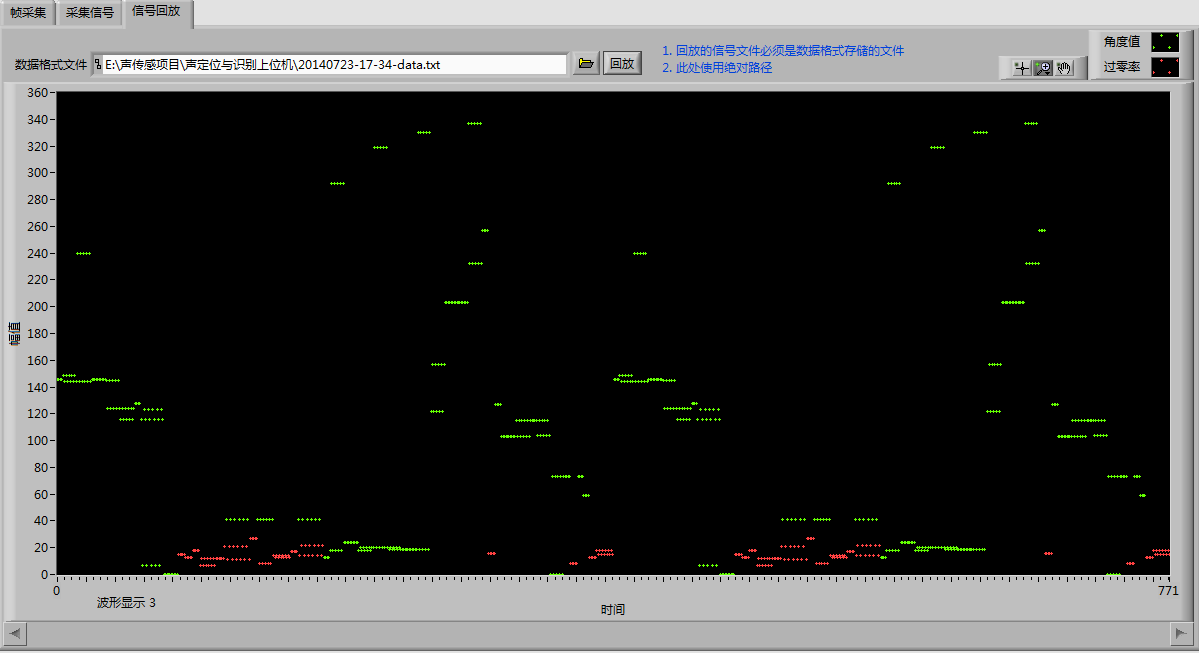 帧采集 采集信号 信号回放
数据格式文件 E:\声传感项目\声定位与识别上位机\20140723-17-34-data.txt 回放
1. 回放的信号文件必须是数据格式存储的文件
2. 此处使用绝对路径
角度值
过零率
360
340
320
300
280
260
240
220
200
180
160
140
120
100
80
60
40
20
0
幅值
0 771
波形显示 3
时间